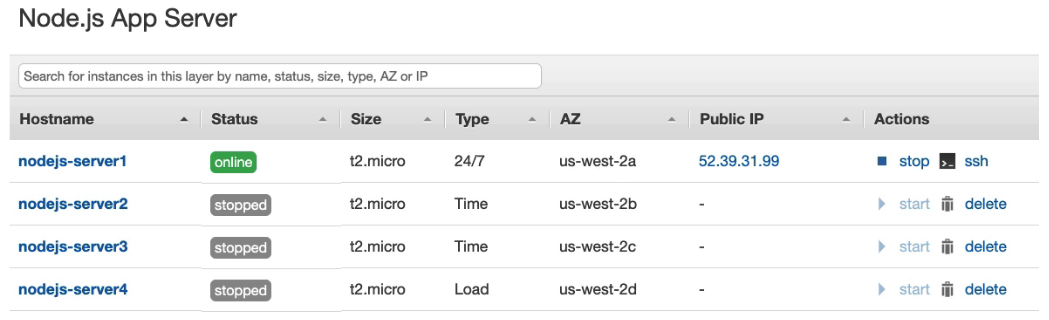 Node.js App Server
Search for instances in this layer by name, status, size, type, AZ or IP
Hostname Status Size Type AZ Public IP Actions
nodejs-server1 online t2.micro 24/7 us-west-2a 52.39.31.99 stop >_ ssh
nodejs-server2 stopped t2.micro Time us-west-2b - start delete
nodejs-server3 stopped t2.micro Time us-west-2c - start delete
nodejs-server4 stopped t2.micro Load us-west-2d - start delete